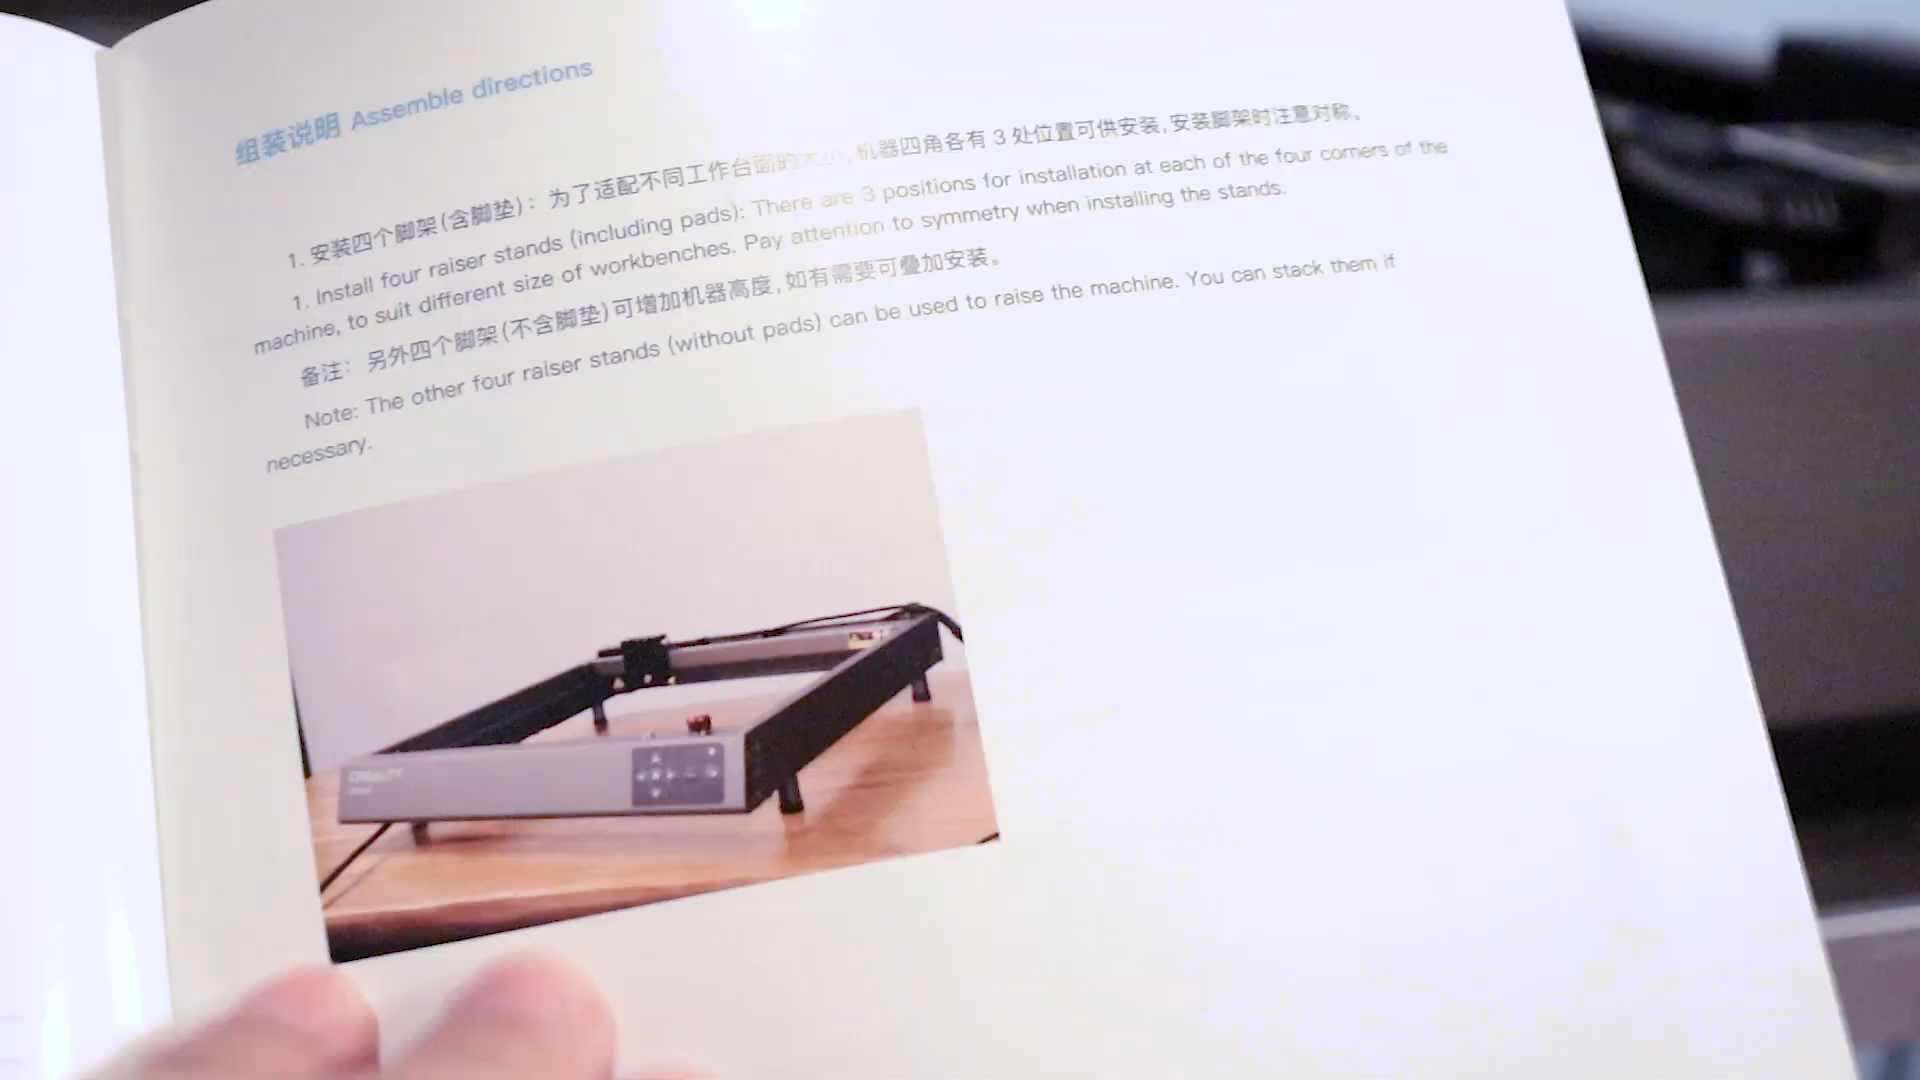 组装说明 Assemble directions
1. 安装四个脚架(含脚垫)：为了适配不同工作台面的大小,机器四角各有 3 处位置可供安装,安装脚架时注意对称。
1. Install four raiser stands (including pads): There are 3 positions for installation at each of the four corners of the
machine, to suit different size of workbenches. Pay attention to symmetry when installing the stands.
备注：另外四个脚架(不含脚垫)可增加机器高度,如有需要可叠加安装。
Note: The other four raiser stands (without pads) can be used to raise the machine. You can stack them if
necessary.